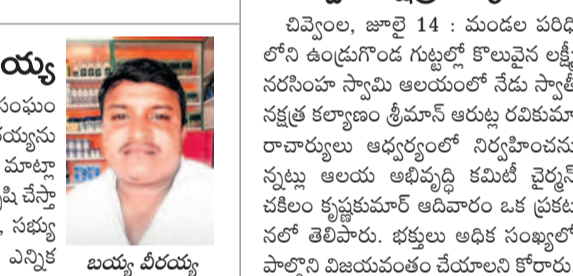 య్య
సంఘం
రయ్యను
మాట్లా
షి చేస్తా
, సభ్యు
ఎన్నిక
బయ్య వీరయ్య
చివ్వెంల, జూలై 14 : మండల పరిధి
లోని ఉండ్రుగొండ గుట్టల్లో కొలువైన లక్ష్మీ
నరసింహ స్వామి ఆలయంలో నేడు స్వాతీ
నక్షత్ర కల్యాణం శ్రీమాన్ ఆరుట్ల రవికుమా
రాచార్యులు ఆధ్వర్యంలో నిర్వహించను
న్నట్లు ఆలయ అభివృద్ధి కమిటీ చైర్మన్
చకిలం కృష్ణకుమార్ ఆదివారం ఒక ప్రకట
నలో తెలిపారు. భక్తులు అధిక సంఖ్యలో
పాల్గొని విజయవంతం చేయాలని కోరారు